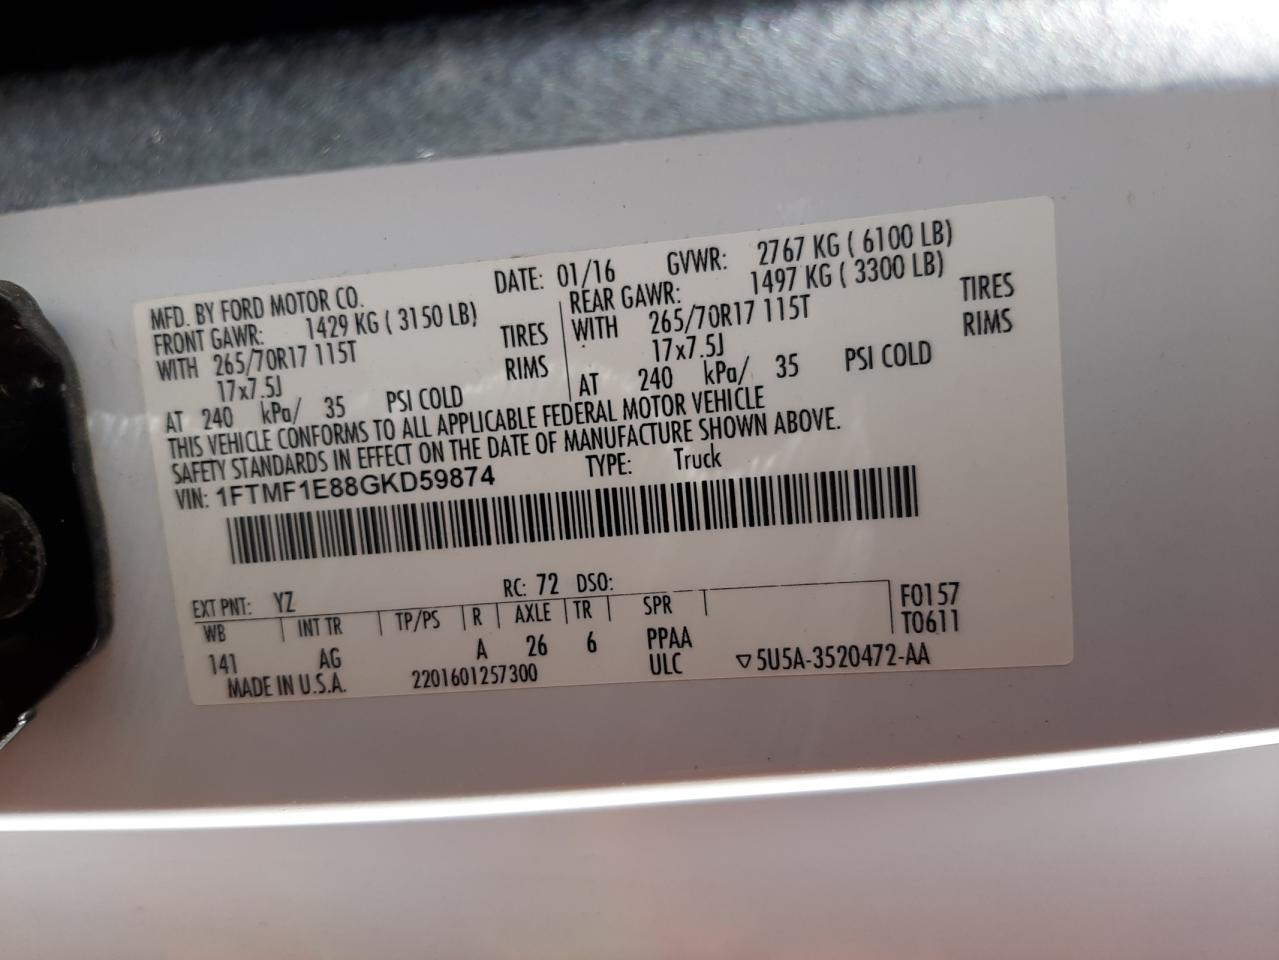 MFD. BY FORD MOTOR CO.
DATE: 01/16 GVWR: 2767 KG ( 6100 LB)
FRONT GAWR: 1429 KG ( 3150 LB) REAR GAWR: 1497 KG ( 3300 LB)
WITH 265/70R17 115T TIRES WITH 265/70R17 115T TIRES
17x7.5J RIMS 17x7.5J RIMS
AT 240 kPa/ 35 PSI COLD AT 240 kPa/ 35 PSI COLD
THIS VEHICLE CONFORMS TO ALL APPLICABLE FEDERAL MOTOR VEHICLE
SAFETY STANDARDS IN EFFECT ON THE DATE OF MANUFACTURE SHOWN ABOVE.
VIN: 1FTMF1E88GKD59874 TYPE: Truck
EXT PNT: YZ RC: 72 DSO:
WB INT TR TP/PS R AXLE TR SPR F0157
T0611
141 AG A 26 6 PPAA
MADE IN U.S.A. 2201601257300 ULC ▽5U5A-3520472-AA